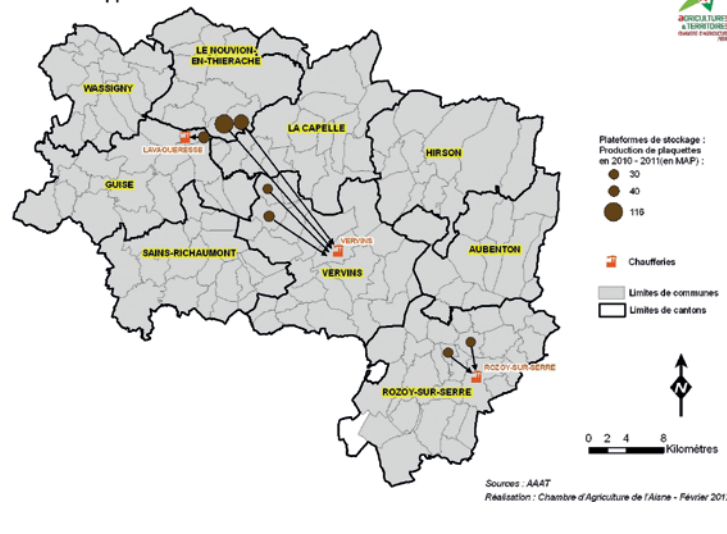 AGRICULTURES
& TERRITOIRES
LE NOUVION-
EN-THIERACHE
WASSIGNY
LA CAPELLE
HIRSON
LAVAQUERESSE
GUISE
VERVINS
SAINS-RICHAUMONT
VERVINS
AUBENTON
ROZOY-SUR-SERRE
ROZOY-SUR-SERRE
Plateformes de stockage :
Production de plaquettes
en 2010 - 2011(en MAP) :
30
40
116
Chaufferies
Limites de communes
Limites de cantons
N
0 2 4 8
Kilomètres
Sources : AAAT
Réalisation : Chambre d'Agriculture de l'Aisne - Février